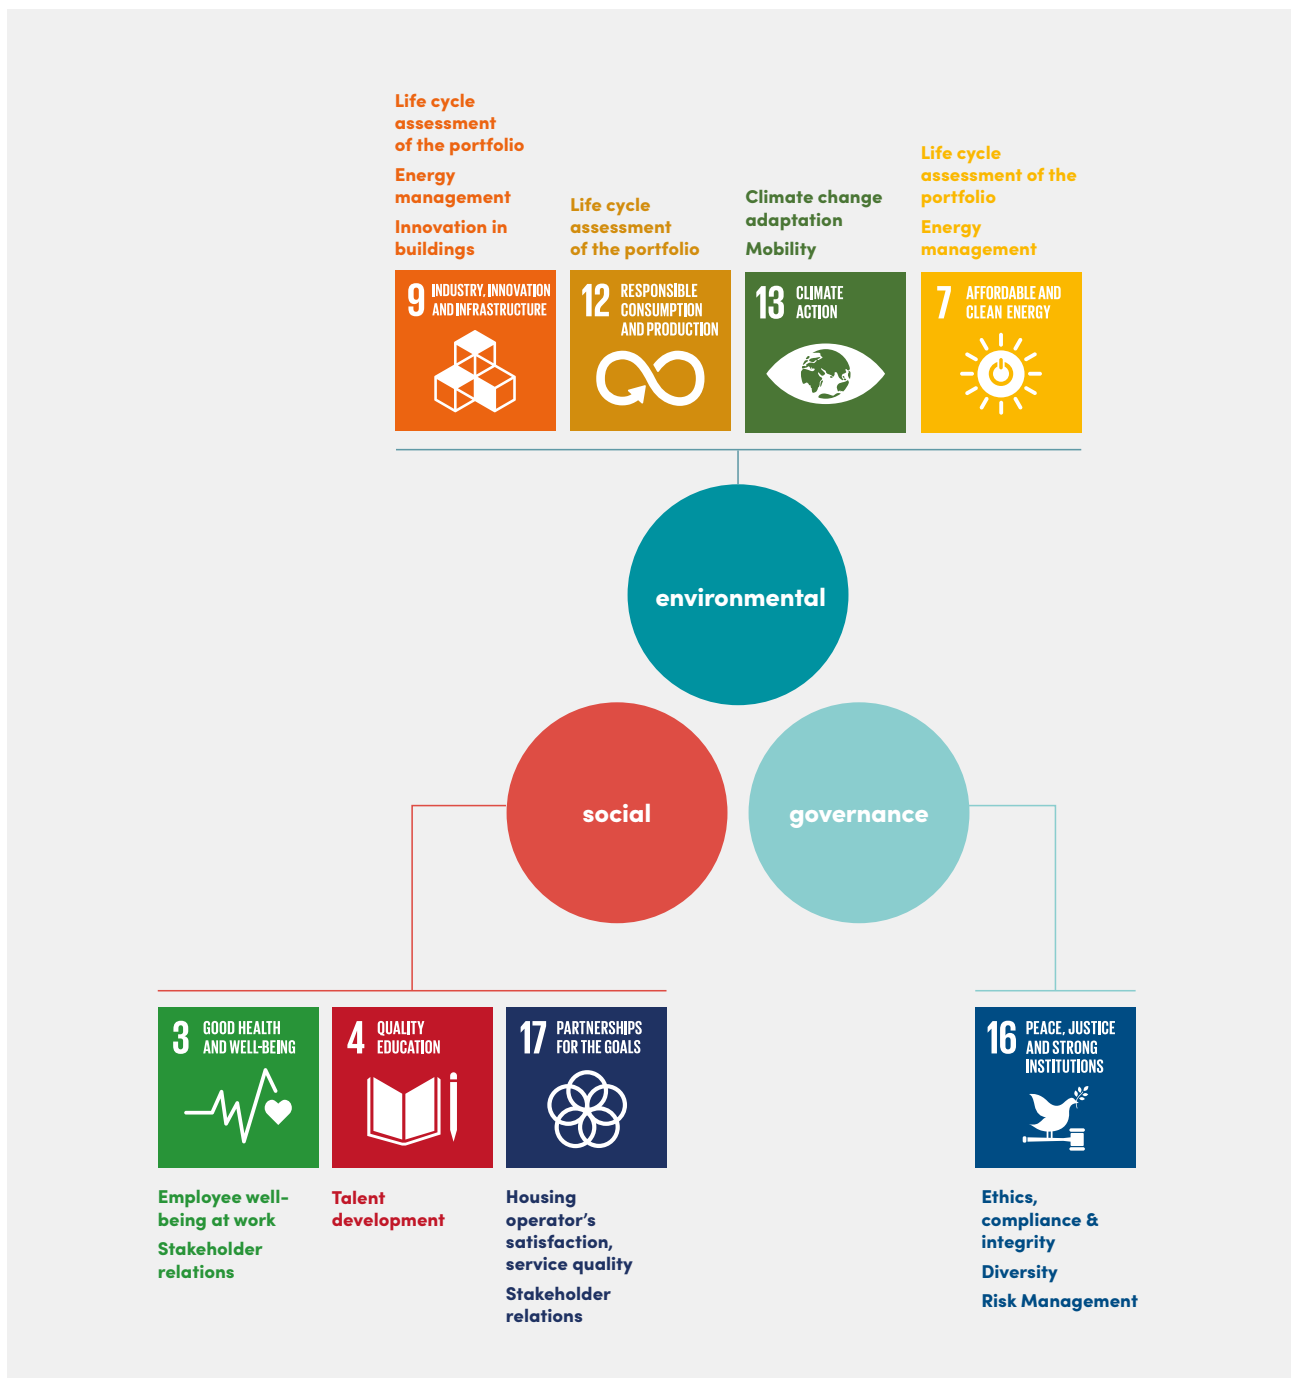 Life cycle
assessment
of the portfolio
Energy
management
Innovation in
buildings
9 INDUSTRY, INNOVATION
AND INFRASTRUCTURE
Life cycle
assessment
of the portfolio
12 RESPONSIBLE
CONSUMPTION
AND PRODUCTION
Climate change
adaptation
Mobility
13 CLIMATE
ACTION
Life cycle
assessment of the
portfolio
Energy
management
7 AFFORDABLE AND
CLEAN ENERGY
environmental
social
governance
3 GOOD HEALTH
AND WELL-BEING
Employee well-
being at work
Stakeholder
relations
4 QUALITY
EDUCATION
Talent
development
17 PARTNERSHIPS
FOR THE GOALS
Housing
operator’s
satisfaction,
service quality
Stakeholder
relations
16 PEACE, JUSTICE
AND STRONG
INSTITUTIONS
Ethics,
compliance &
integrity
Diversity
Risk Management